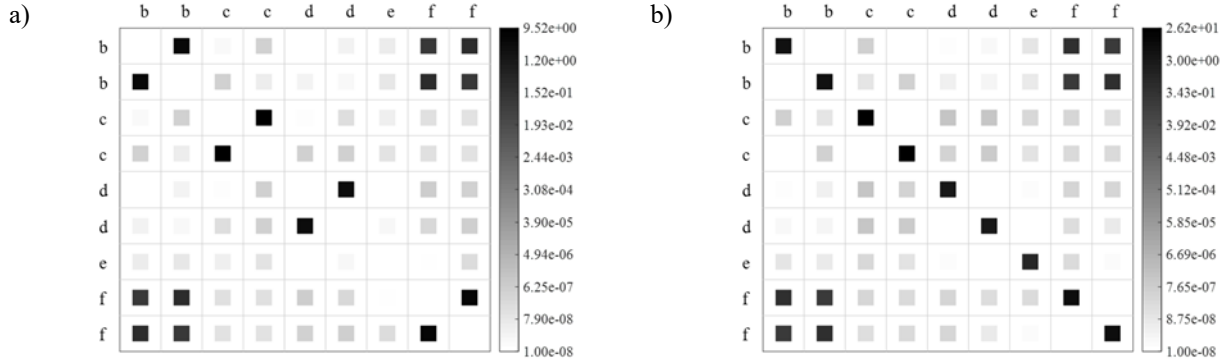 a)
b b c c d d e f f
b
b
c
c
d
d
e
f
f
9.52e+00
1.20e+00
1.52e-01
1.93e-02
2.44e-03
3.08e-04
3.90e-05
4.94e-06
6.25e-07
7.90e-08
1.00e-08
b)
b b c c d d e f f
b
b
c
c
d
d
e
f
f
2.62e+01
3.00e+00
3.43e-01
3.92e-02
4.48e-03
5.12e-04
5.85e-05
6.69e-06
7.65e-07
8.75e-08
1.00e-08